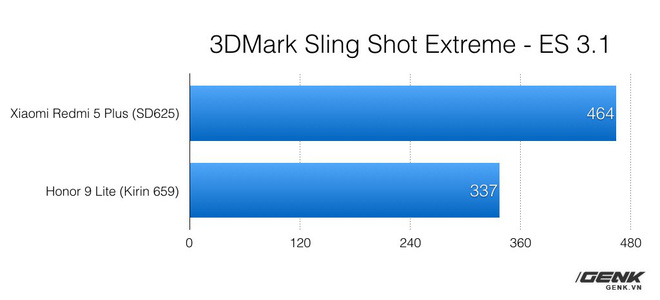 3DMark Sling Shot Extreme - ES 3.1
Xiaomi Redmi 5 Plus (SD625)
464
Honor 9 Lite (Kirin 659)
337
0 120 240 360 480
GENK
GENK.VN